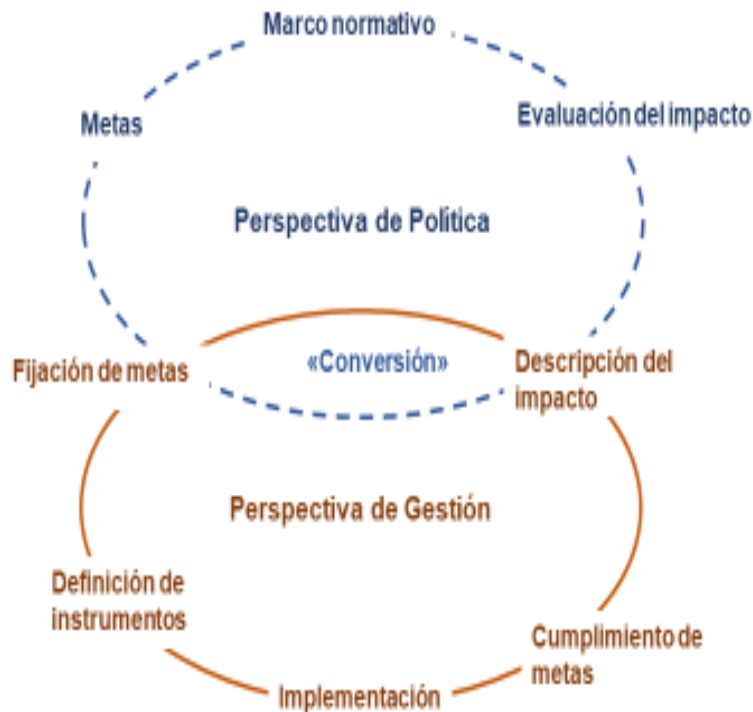 Marco normativo
Metas
Evaluación del impacto
Perspectiva de Política
Fijación de metas
«Conversión»
Descripción del
impacto
Perspectiva de Gestión
Definición de
instrumentos
Cumplimiento de
metas
Implementación